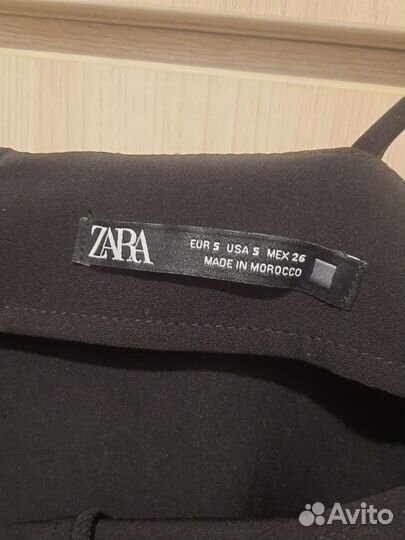 ZARA
EUR S USA S MEX 26
MADE IN MOROCCO
Avito